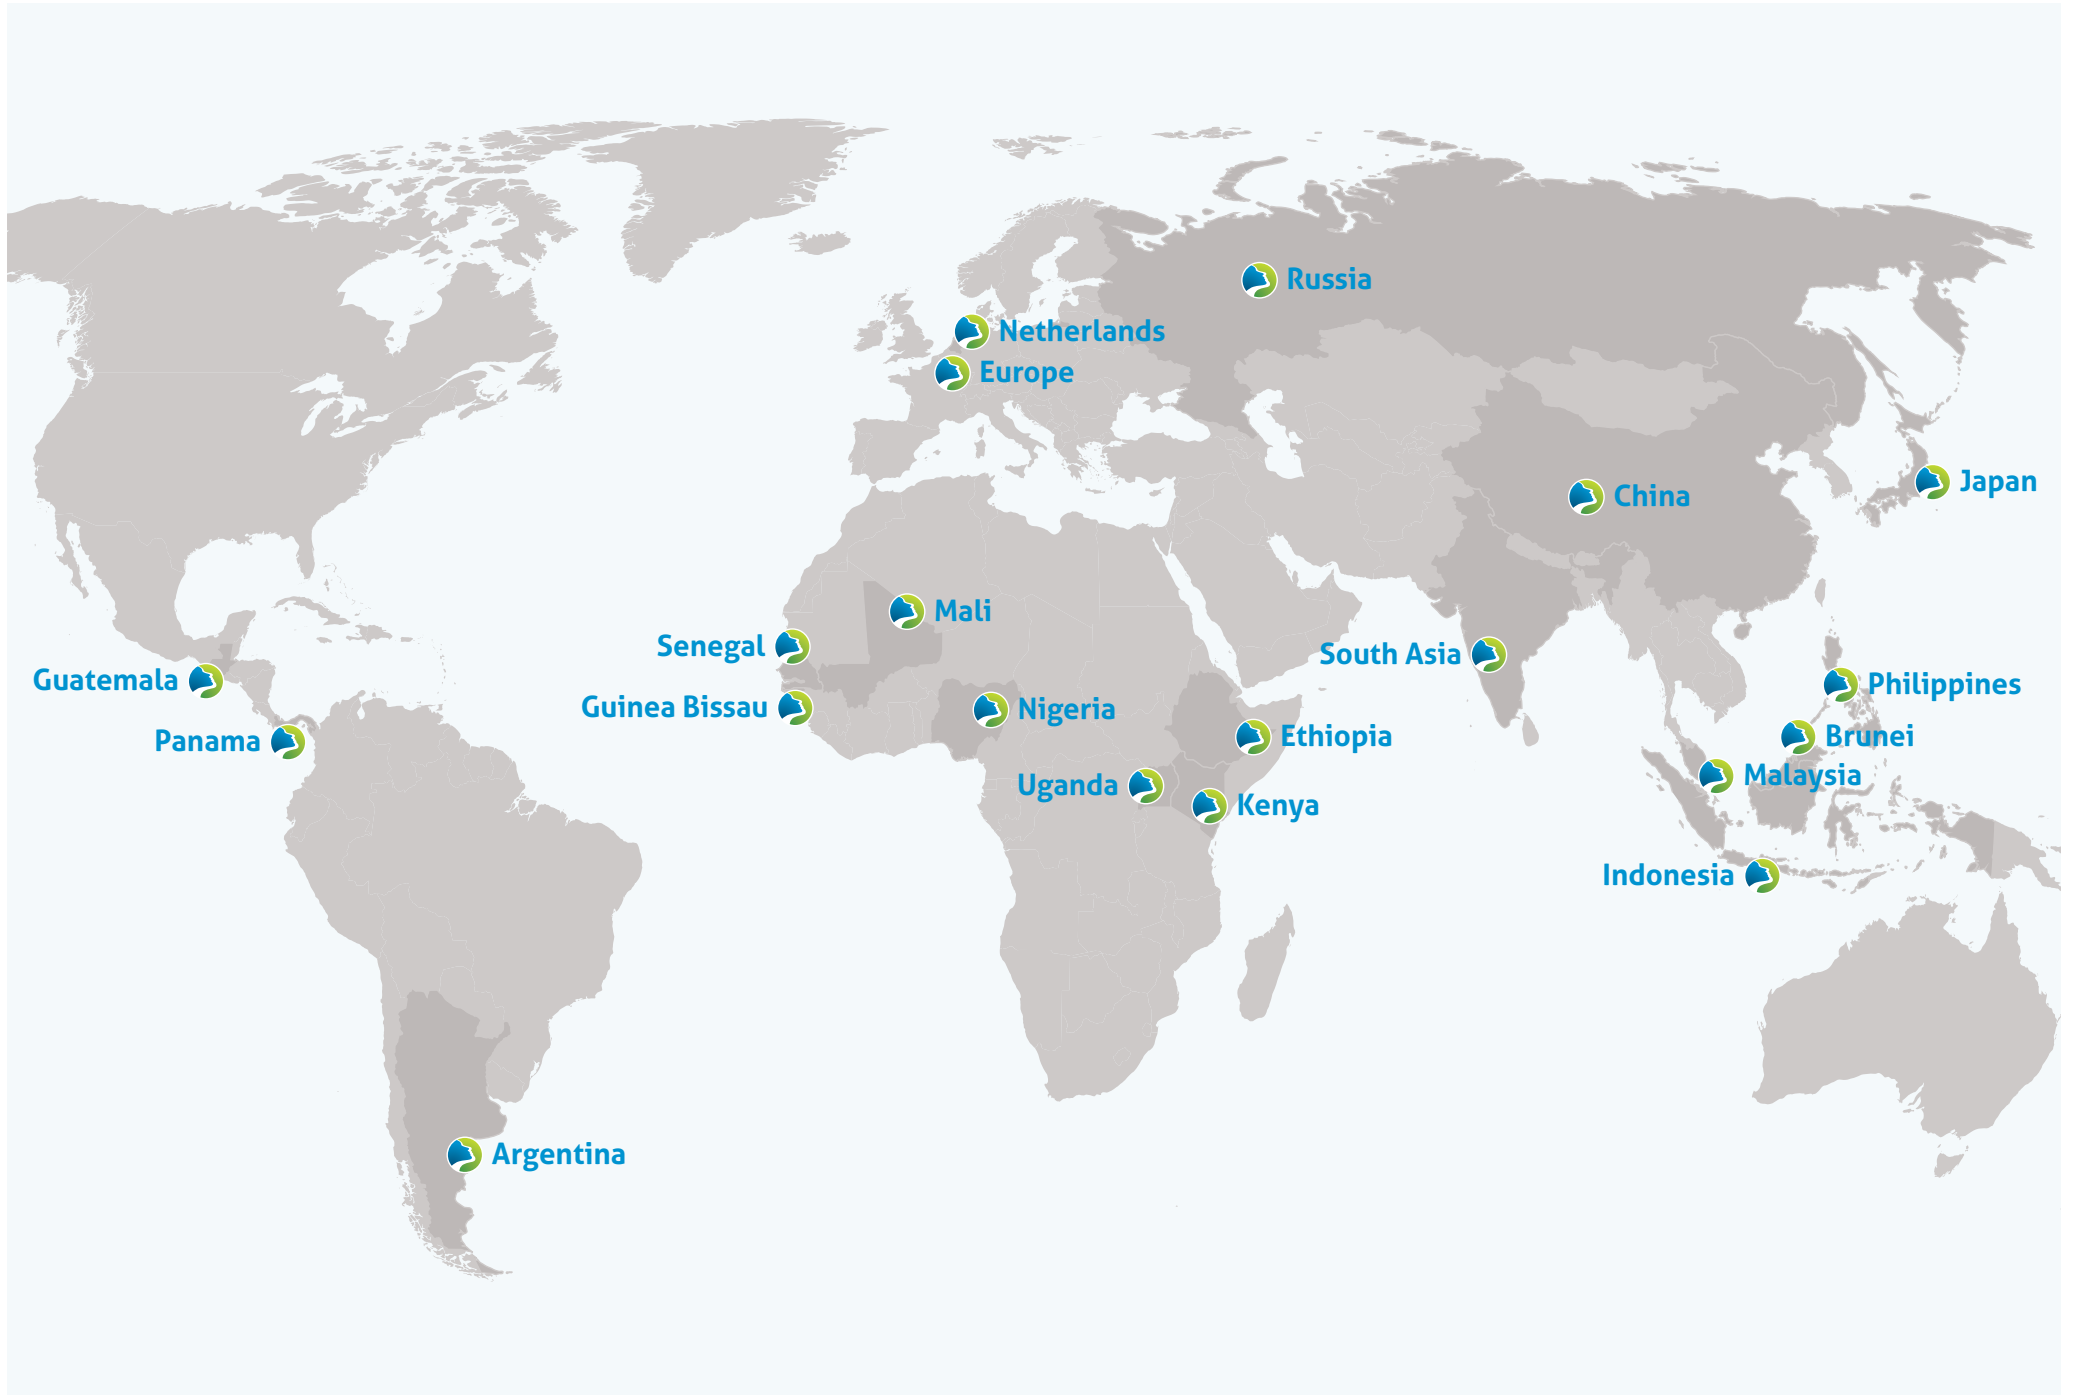 Russia
Netherlands
Europe
Japan
China
Mali
Senegal
South Asia
Guatemala
Philippines
Guinea Bissau
Nigeria
Panama
Ethiopia
Brunei
Malaysia
Uganda
Kenya
Indonesia
Argentina